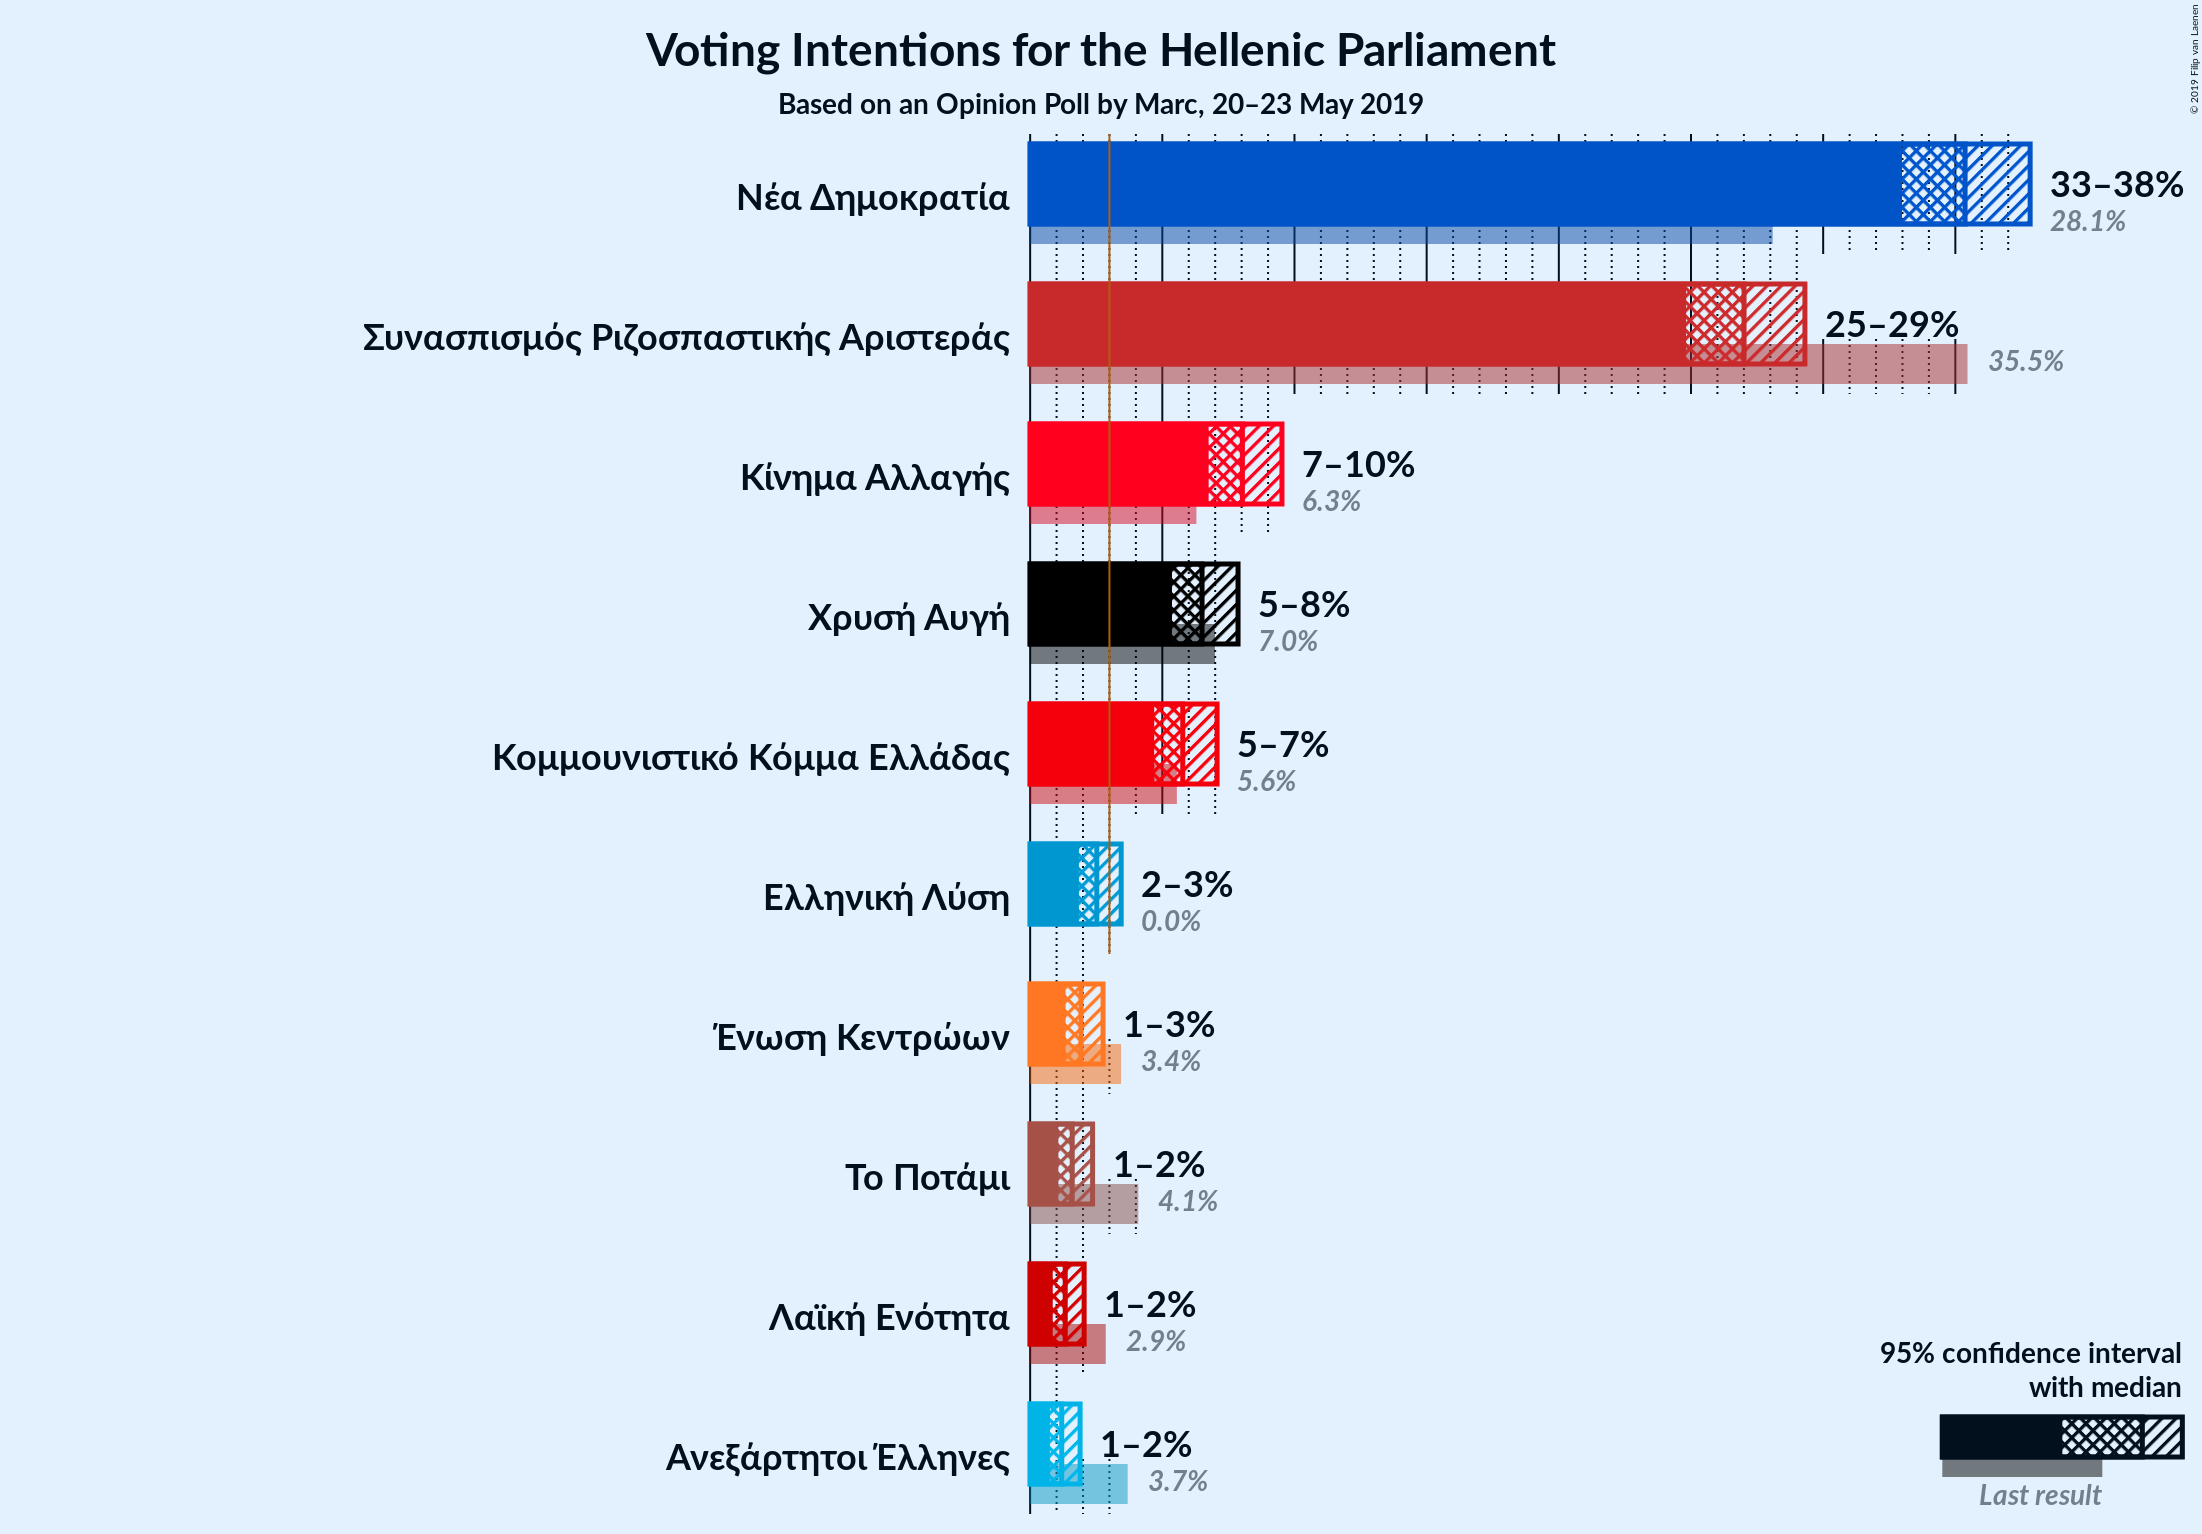 Voting Intentions for the Hellenic Parliament
Based on an Opinion Poll by Marc, 20–23 May 2019
© 2019 Filip van Laenen
Νέα Δημοκρατία
33–38%
28.1%
Συνασπισμός Ριζοσπαστικής Αριστεράς
25–29%
35.5%
Κίνημα Αλλαγής
7–10%
6.3%
Χρυσή Αυγή
5–8%
7.0%
Κομμουνιστικό Κόμμα Ελλάδας
5–7%
5.6%
Ελληνική Λύση
2–3%
0.0%
Ένωση Κεντρώων
1–3%
3.4%
Το Ποτάμι
1–2%
4.1%
Λαϊκή Ενότητα
1–2%
2.9%
Ανεξάρτητοι Έλληνες
1–2%
3.7%
95% confidence interval
with median
Last result